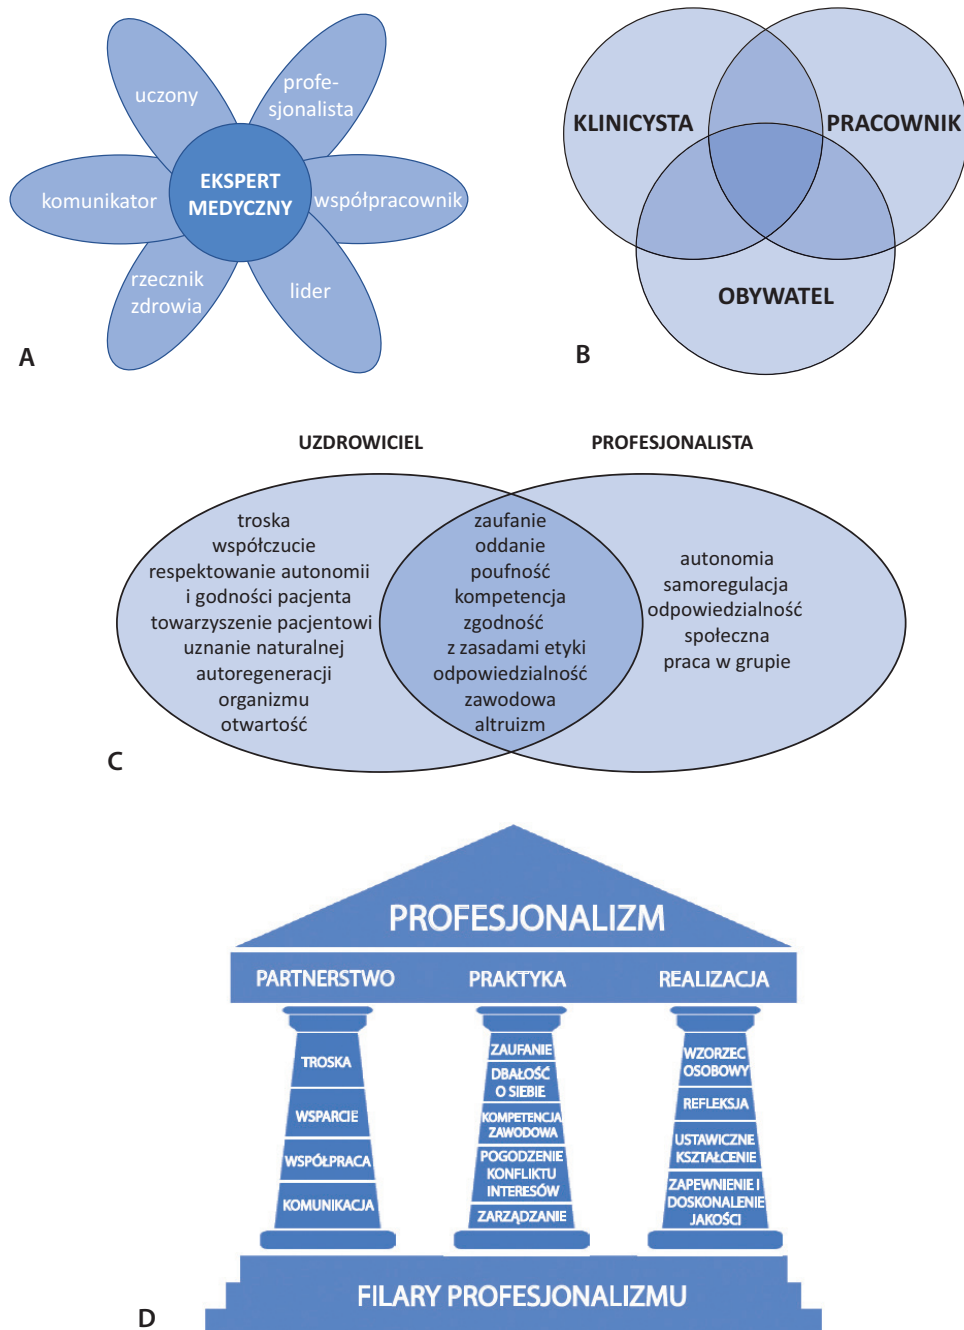 uczony
profe-
sjonalista
komunikator
EKSPERT
MEDYCZNY
współpracownik
rzecznik
zdrowia
lider
A
KLINICYSTA
PRACOWNIK
OBYWATEL
B
UZDROWICIEL
PROFESJONALISTA
troska
współczucie
respektowanie autonomii
i godności pacjenta
towarzyszenie pacjentowi
uznanie naturalnej
autoregeneracji
organizmu
otwartość
zaufanie
oddanie
poufność
kompetencja
zgodność
z zasadami etyki
odpowiedzialność
zawodowa
altruizm
autonomia
samoregulacja
odpowiedzialność
społeczna
praca w grupie
C
PROFESJONALIZM
PARTNERSTWO
PRAKTYKA
REALIZACJA
TROSKA
WSPARCIE
WSPÓŁPRACA
KOMUNIKACJA
ZAUFANIE
DBAŁOŚĆ
O SIEBIE
KOMPETENCJA
ZAWODOWA
POGODZENIE
KONFLIKTU
INTERESÓW
ZARZĄDZANIE
WZORZEC
OSOBOWY
REFLEKSJA
USTAWICZNE
KSZTAŁCENIE
ZAPEWNIENIE I
DOSKONALENIE
JAKOŚCI
FILARY PROFESJONALIZMU
D